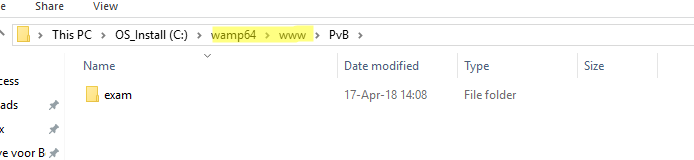 e
Share
View
This PC > OS_Install (C:) > wamp64 > www > PvB >
Name Date modified Type Size
cess
exam 17-Apr-18 14:08 File folder
ads
x
ve voor B